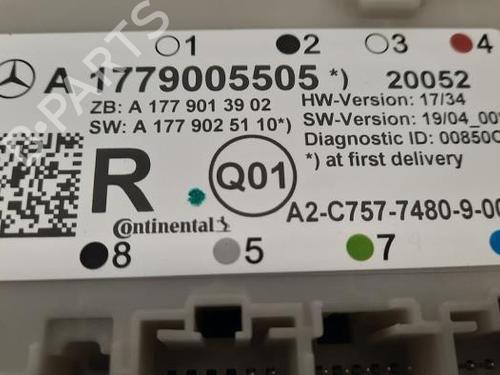 1 2 3 4
A 1779005505 *) 20052
ZB: A 177 901 39 02 HW-Version: 17/34
SW: A 177 902 51 10*) SW-Version: 19/04_00
Diagnostic ID: 00850
*) at first delivery
R Q01
Continental A2-C757-7480-9-0
8 5 7